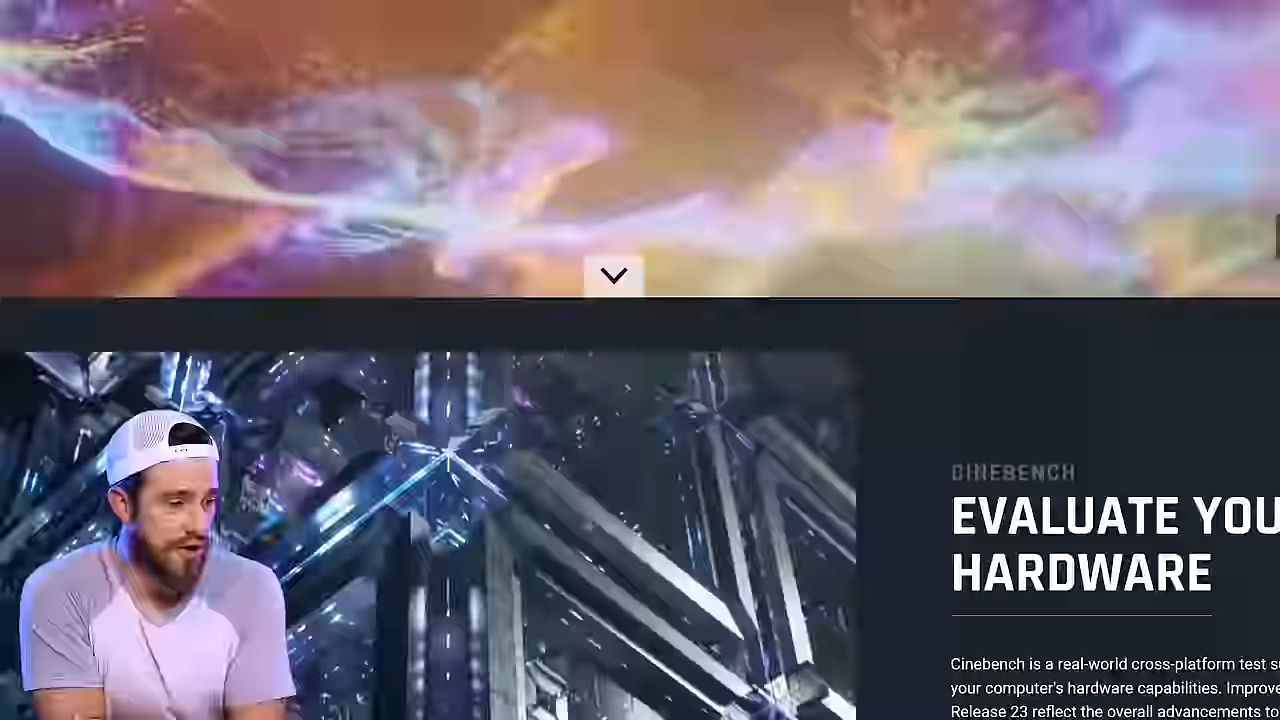 CINEBENCH
EVALUATE YOU
HARDWARE
Cinebench is a real-world cross-platform test s
your computer's hardware capabilities. Improve
Release 23 reflect the overall advancements to